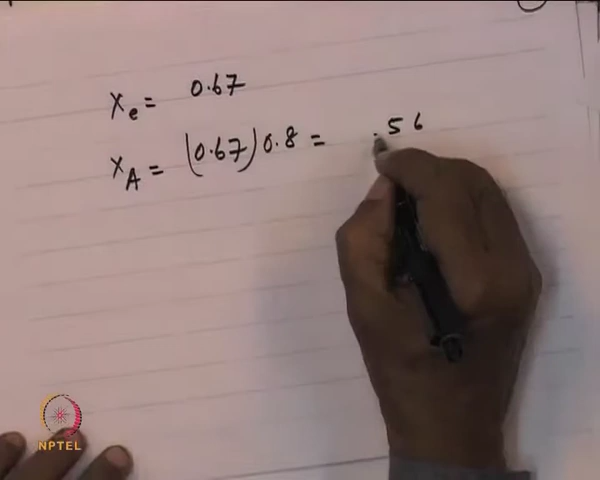 Xe = 0.67
XA = (0.67) 0.8 = .56
NPTEL